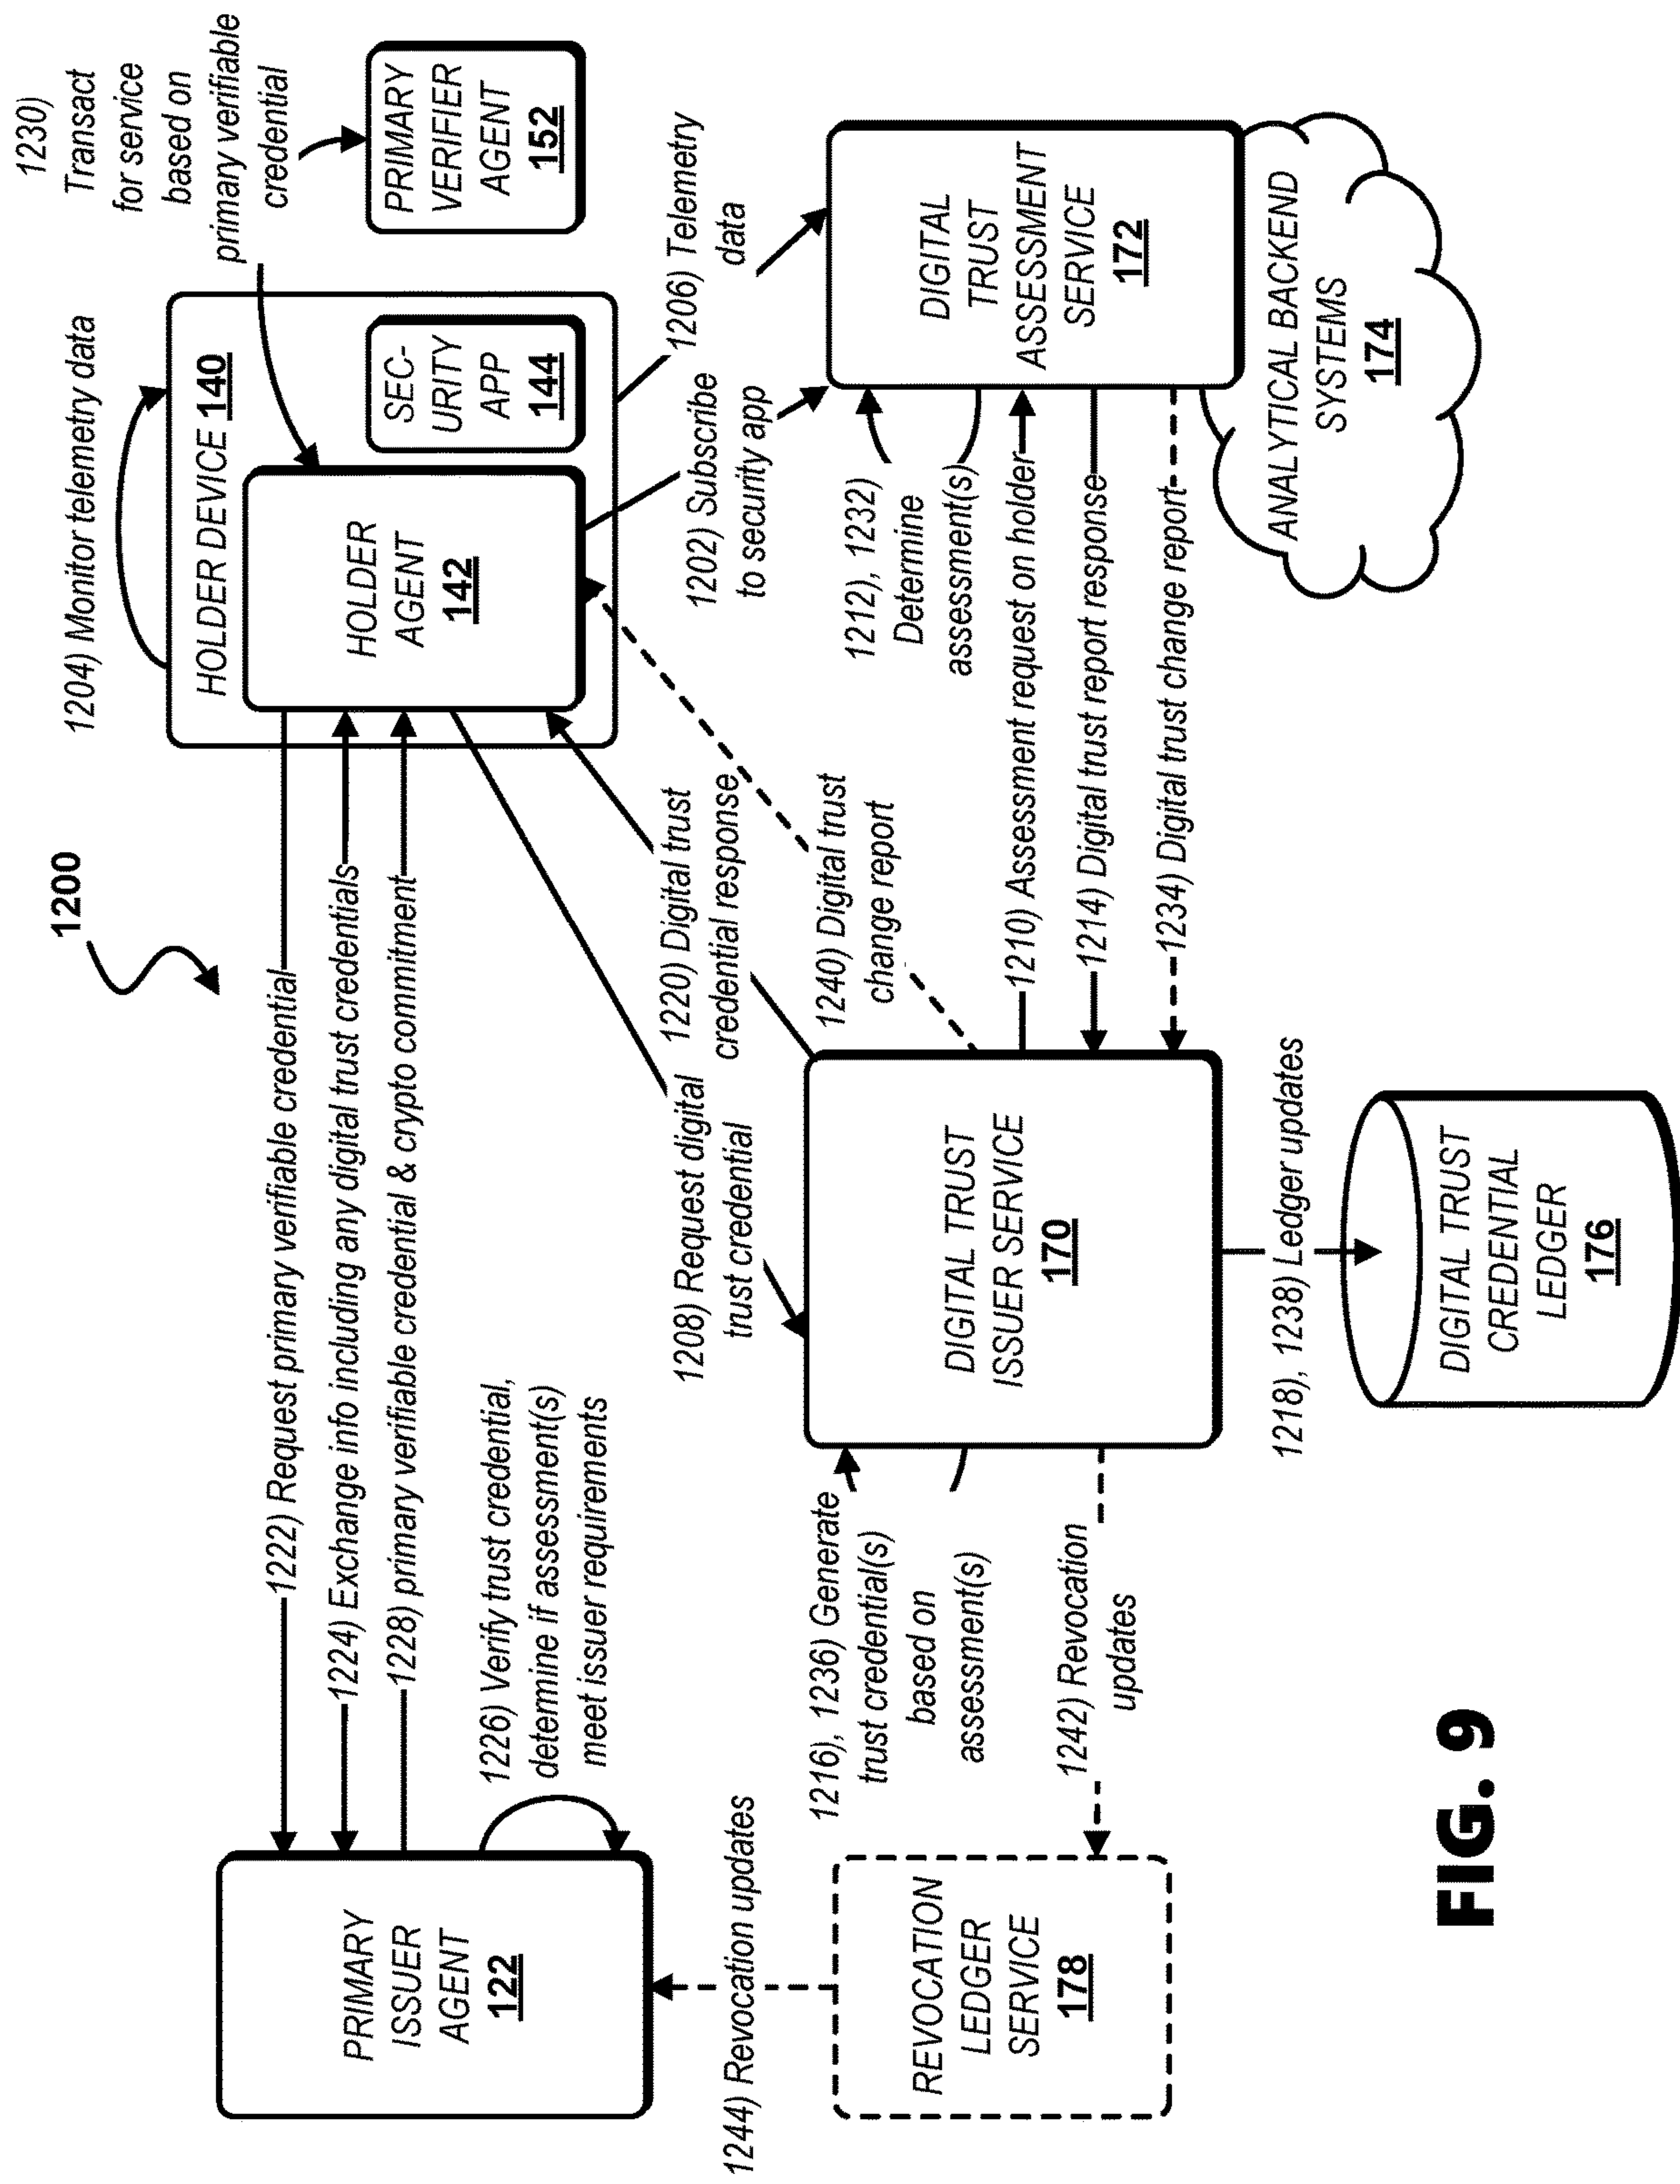 1200
PRIMARY
ISSUER
AGENT
122
1222) Request primary verifiable credential
1224) Exchange info including any digital trust credentials
1228) primary verifiable credential & crypto commitment
1226) Verify trust credential,
determine if assessment(s)
meet issuer requirements
1204) Monitor telemetry data
HOLDER DEVICE 140
HOLDER
AGENT
142
SEC-
URITY
APP
144
1230)
Transact
for service
based on
primary verifiable
credential
PRIMARY
VERIFIER
AGENT
152
1244) Revocation updates
REVOCATION
LEDGER
SERVICE
178
1242) Revocation
updates
1216), 1236) Generate
trust credential(s)
based on
assessment(s)
1208) Request digital
trust credential
1220) Digital trust
credential response
1240) Digital trust
change report
1202) Subscribe
to security app
1206) Telemetry
data
DIGITAL TRUST
ISSUER SERVICE
170
1212), 1232)
Determine
assessment(s)
1210) Assessment request on holder
1214) Digital trust report response
1234) Digital trust change report
DIGITAL
TRUST
ASSESSMENT
SERVICE
172
ANALYTICAL BACKEND
SYSTEMS
174
1218), 1238) Ledger updates
DIGITAL TRUST
CREDENTIAL
LEDGER
176
FIG. 9